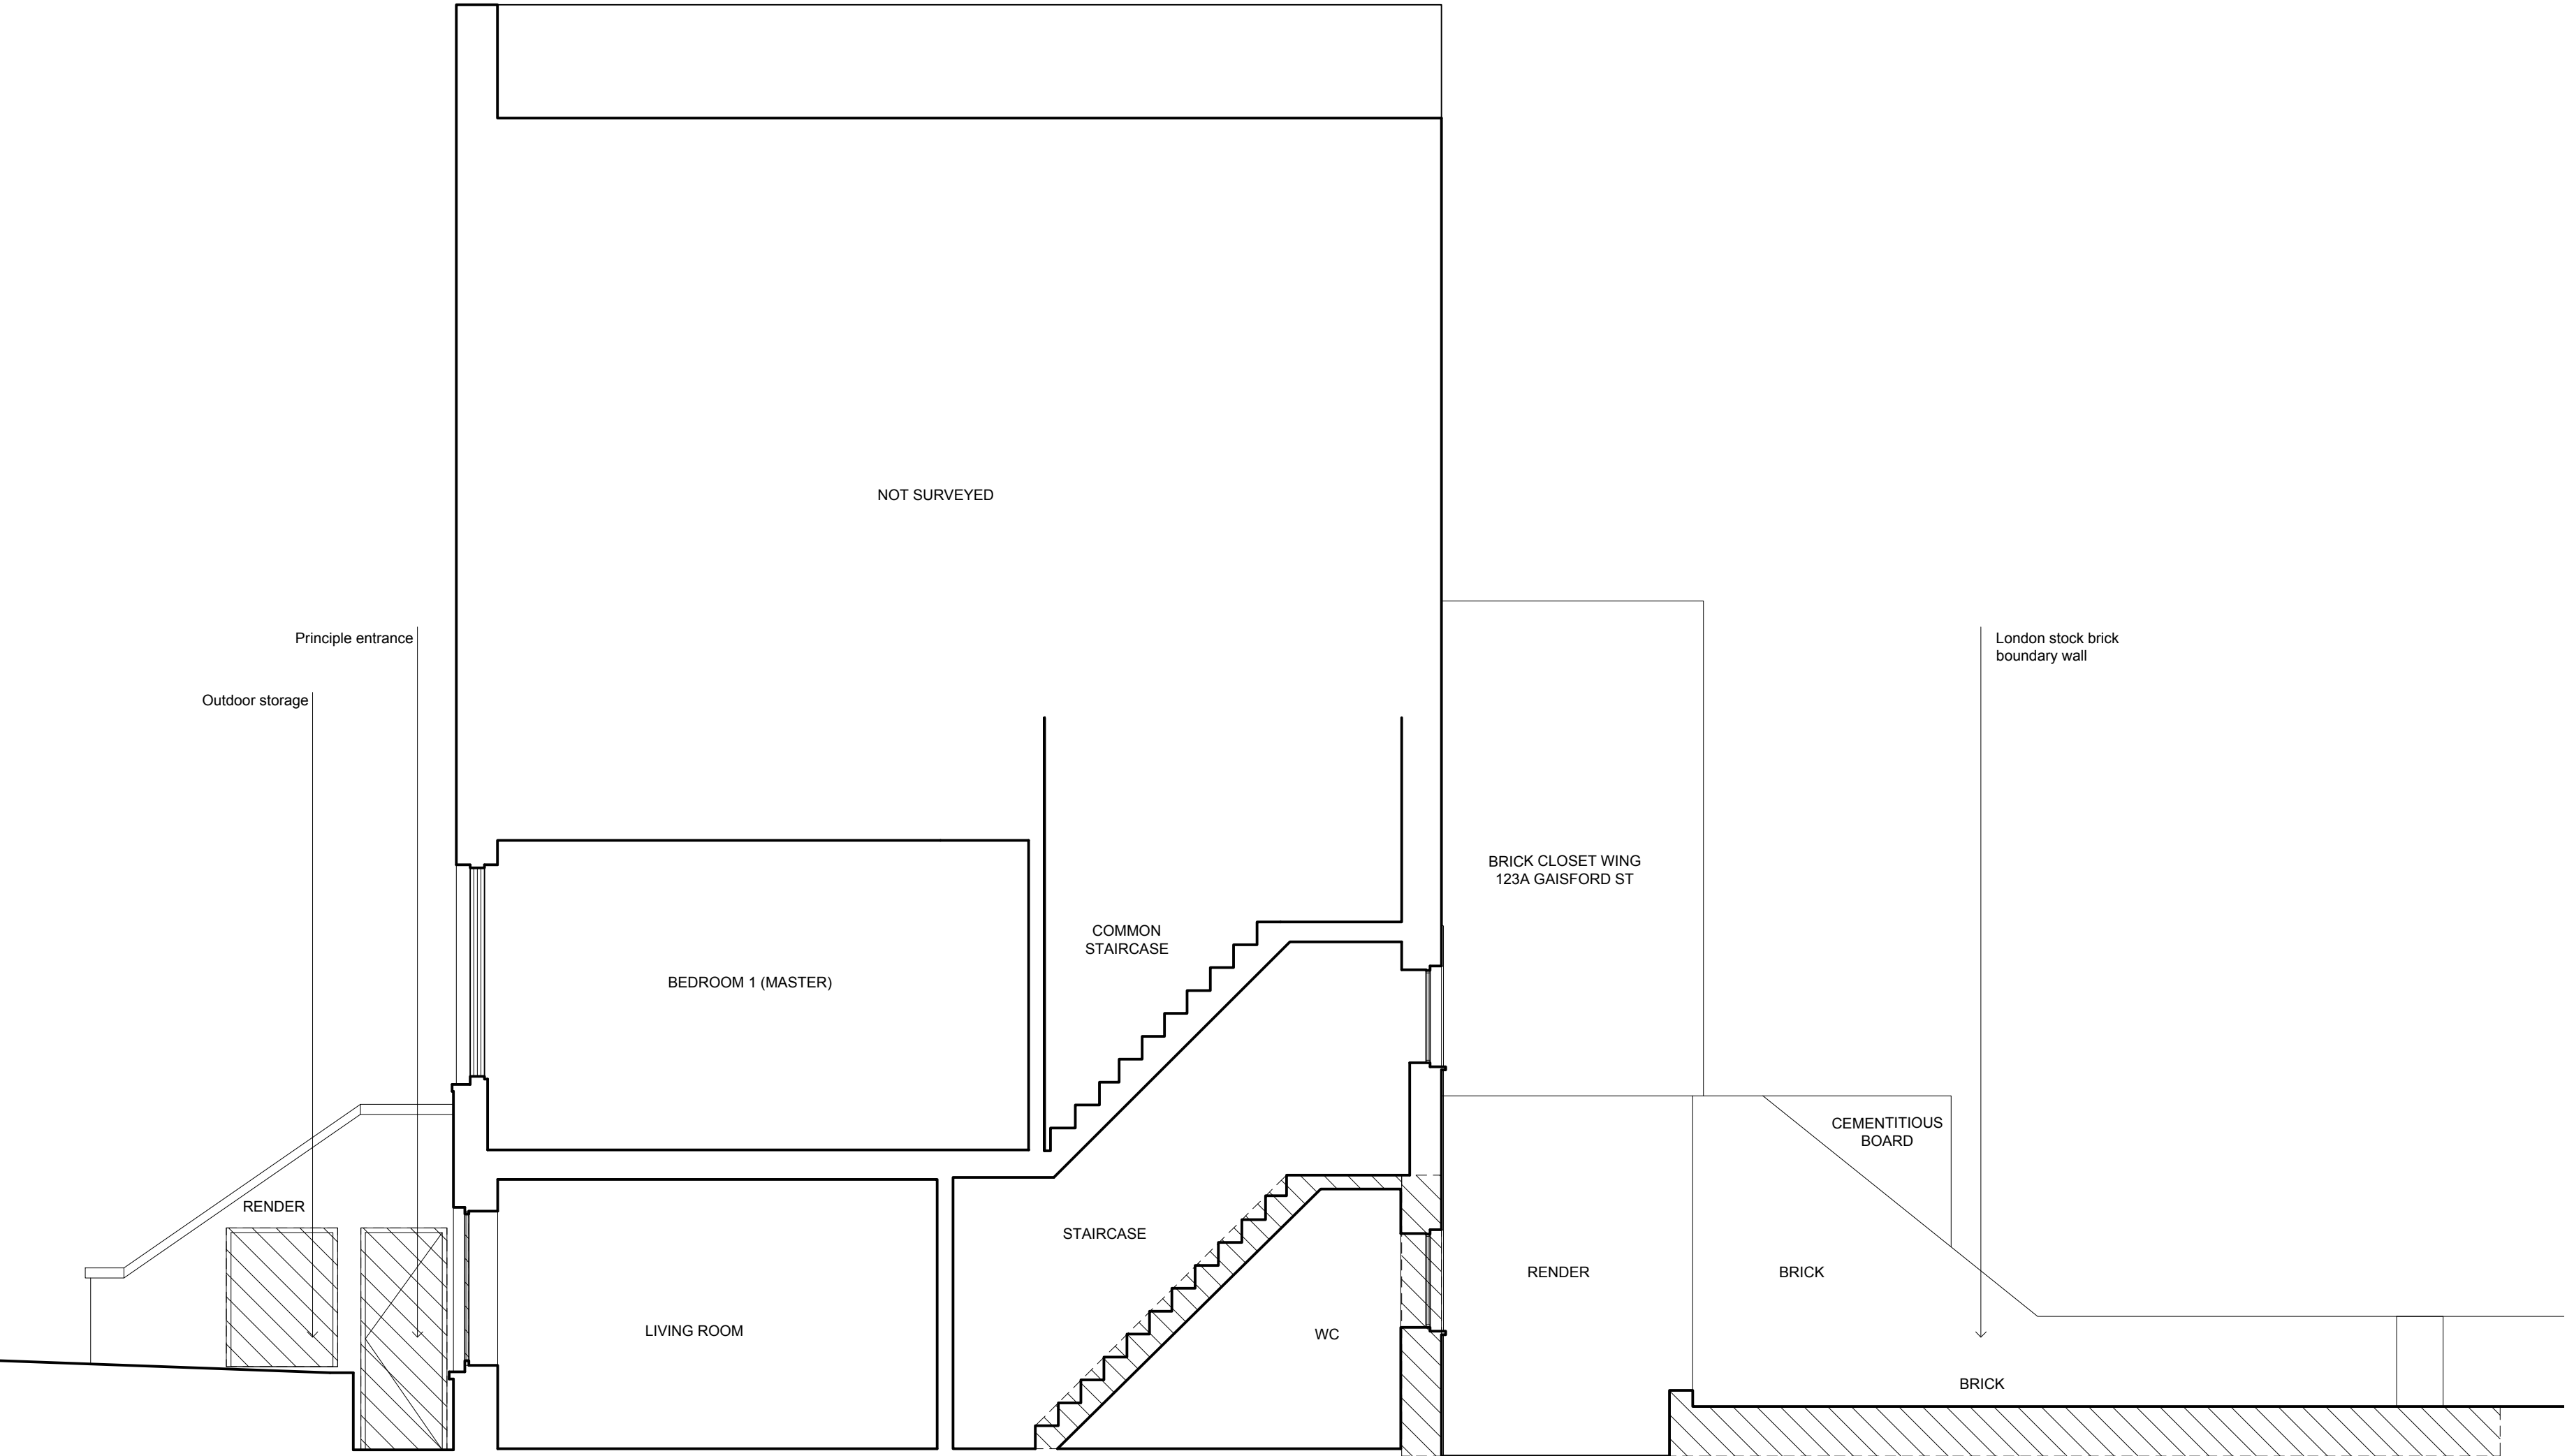 NOT SURVEYED
Principle entrance
London stock brick
boundary wall
Outdoor storage
BRICK CLOSET WING
123A GAISFORD ST
COMMON
STAIRCASE
BEDROOM 1 (MASTER)
CEMENTITIOUS
BOARD
RENDER
STAIRCASE
RENDER
BRICK
LIVING ROOM
WC
BRICK